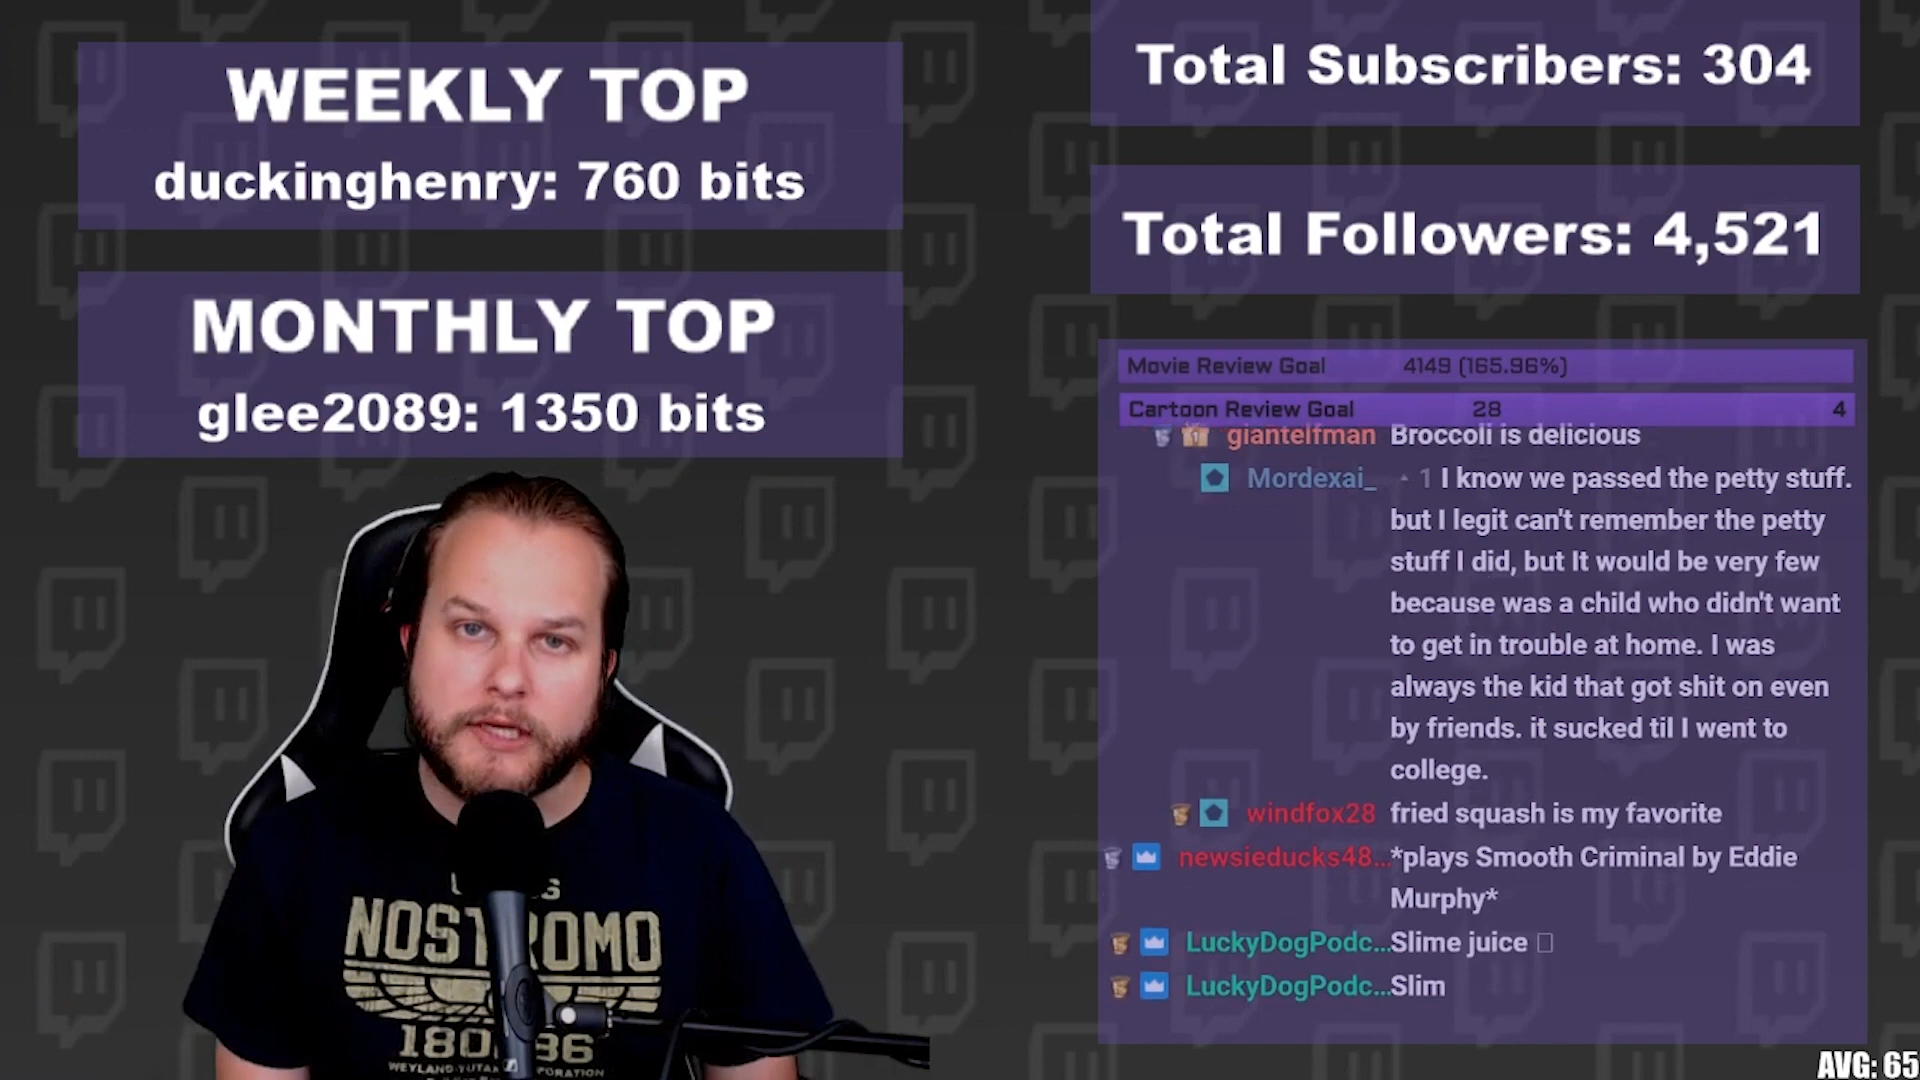 WEEKLY TOP
duckinghenry: 760 bits
MONTHLY TOP
glee2089: 1350 bits
Total Subscribers: 304
Total Followers: 4,521
Movie Review Goal 4149 (165.96%)
Cartoon Review Goal 28 4
giantelfman Broccoli is delicious
Mordexai_ 1 I know we passed the petty stuff.
but I legit can't remember the petty
stuff I did, but It would be very few
because was a child who didn't want
to get in trouble at home. I was
always the kid that got shit on even
by friends. it sucked til I went to
college.
windfox28 fried squash is my favorite
newsieducks48...*plays Smooth Criminal by Eddie
Murphy*
LuckyDogPodc...Slime juice
LuckyDogPodc...Slim
AVG: 65